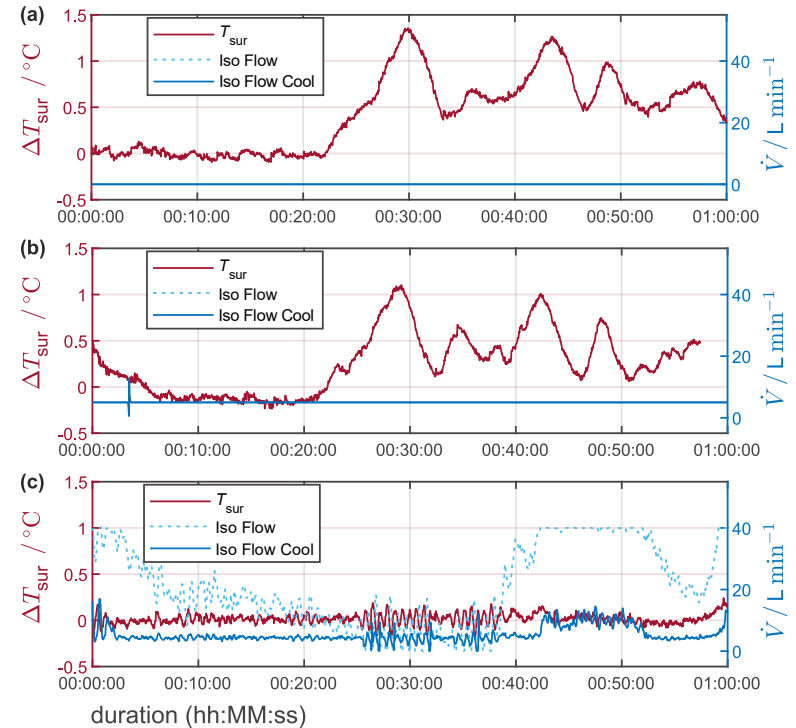 (a)
1.5
1
0.5
0
-0.5
ΔT_sur / °C
T_sur
Iso Flow
Iso Flow Cool
40
20
0
V̇ / L min⁻¹
00:00:00 00:10:00 00:20:00 00:30:00 00:40:00 00:50:00 01:00:00
(b)
1.5
1
0.5
0
-0.5
ΔT_sur / °C
T_sur
Iso Flow
Iso Flow Cool
40
20
0
V̇ / L min⁻¹
00:00:00 00:10:00 00:20:00 00:30:00 00:40:00 00:50:00 01:00:00
(c)
1.5
1
0.5
0
-0.5
ΔT_sur / °C
T_sur
Iso Flow
Iso Flow Cool
40
20
0
V̇ / L min⁻¹
00:00:00 00:10:00 00:20:00 00:30:00 00:40:00 00:50:00 01:00:00
duration (hh:MM:ss)